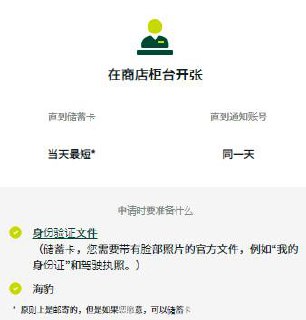 在商店柜台开张
直到储蓄卡 直到通知账号
当天最短* 同一天
申请时要准备什么
身份验证文件
（储蓄卡，您需要带有脸部照片的官方文件，例如“我的
身份证”和驾驶执照。）
海豹
* 原则上是邮寄的，但是如果您愿意，可以储蓄卡